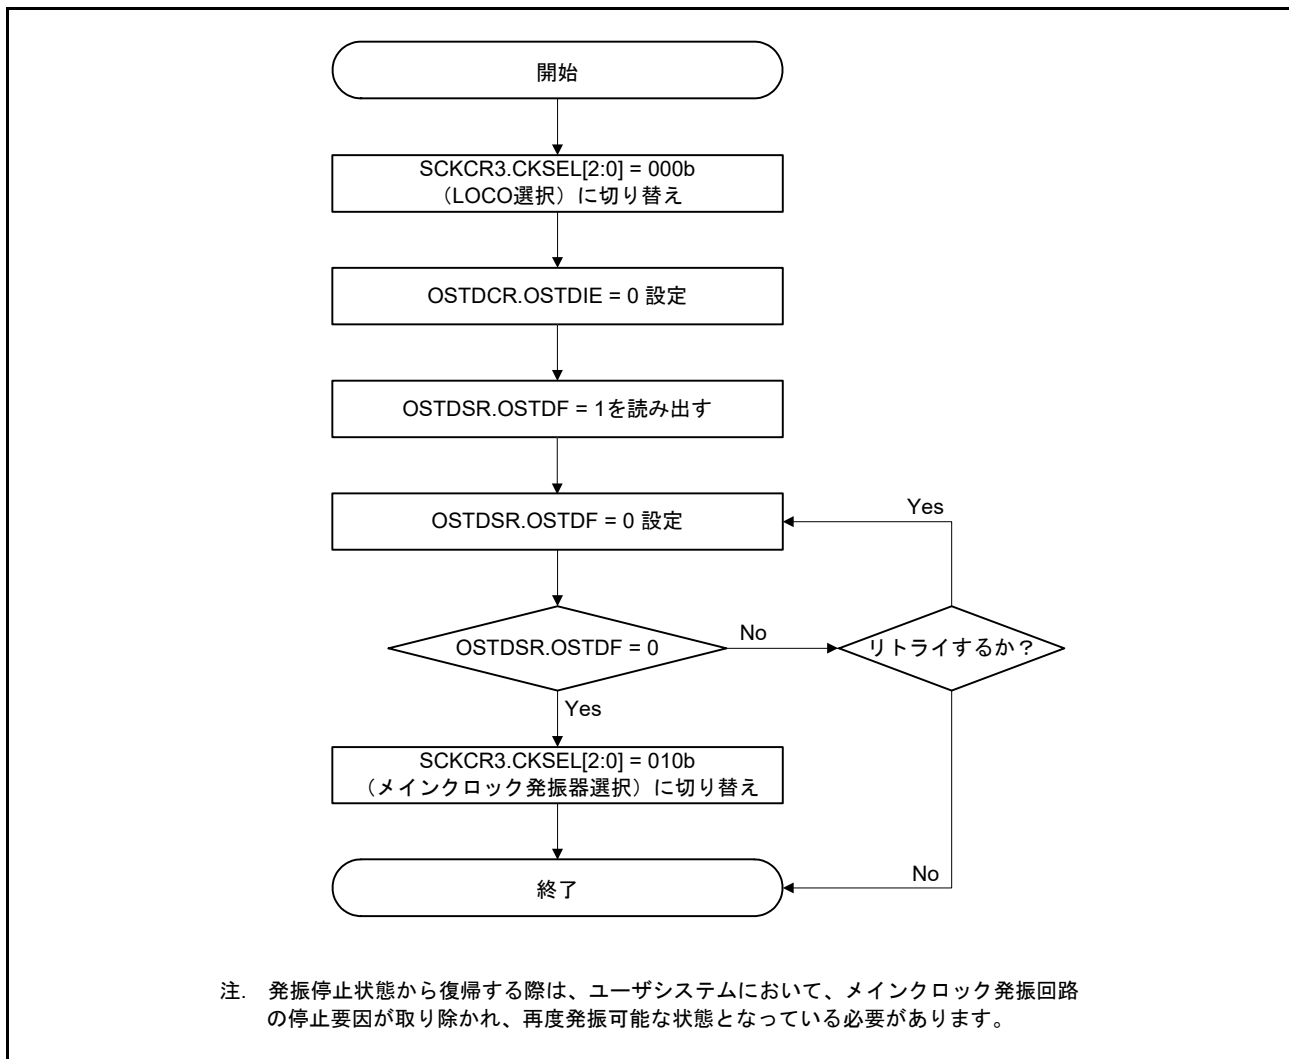 開始
SCKCR3.CKSEL[2:0] = 000b
（LOCO選択）に切り替え
OSTDCR.OSTDIE = 0 設定
OSTDSR.OSTDF = 1を読み出す
OSTDSR.OSTDF = 0 設定
Yes
OSTDSR.OSTDF = 0
No
リトライするか？
Yes
SCKCR3.CKSEL[2:0] = 010b
（メインクロック発振器選択）に切り替え
No
終了
注. 発振停止状態から復帰する際は、ユーザシステムにおいて、メインクロック発振回路
の停止要因が取り除かれ、再度発振可能な状態となっている必要があります。